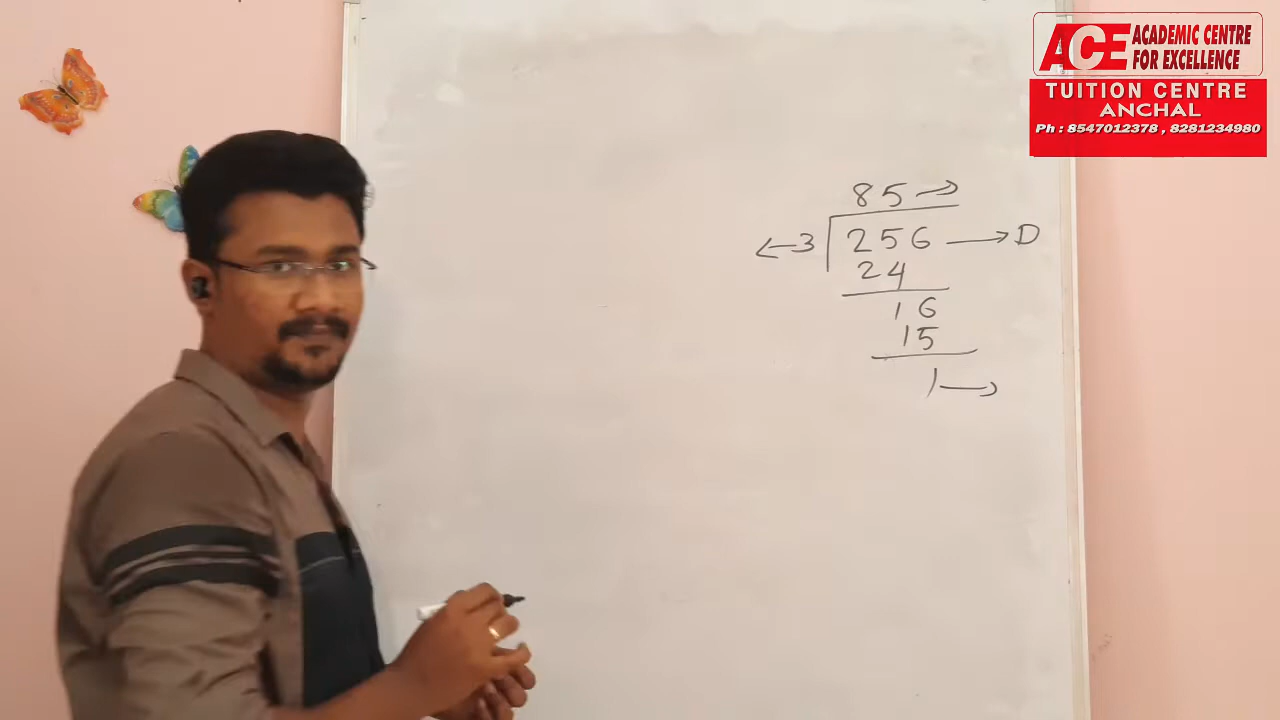 ACE ACADEMIC CENTRE
FOR EXCELLENCE
TUITION CENTRE
ANCHAL
Ph : 8547012378 , 8281234980
85 →
← 3 256 → D
24
16
15
1 →